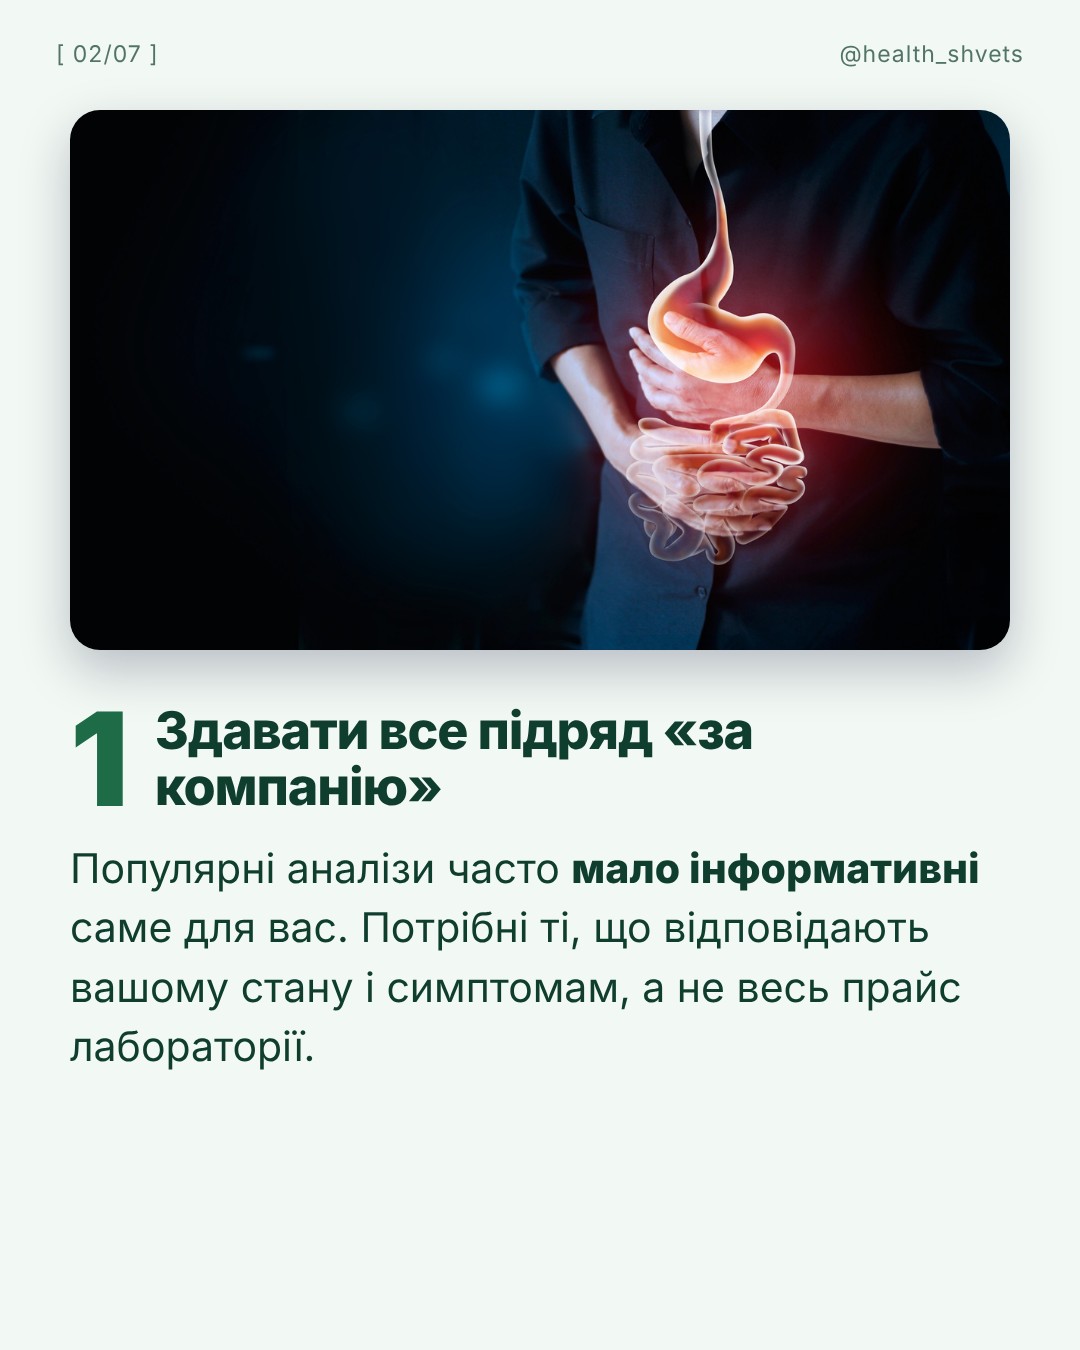 [ 02/07 ]
@health_shvets
1
Здавати все підряд «за
компанію»
Популярні аналізи часто мало інформативні
саме для вас. Потрібні ті, що відповідають
вашому стану і симптомам, а не весь прайс
лабораторії.